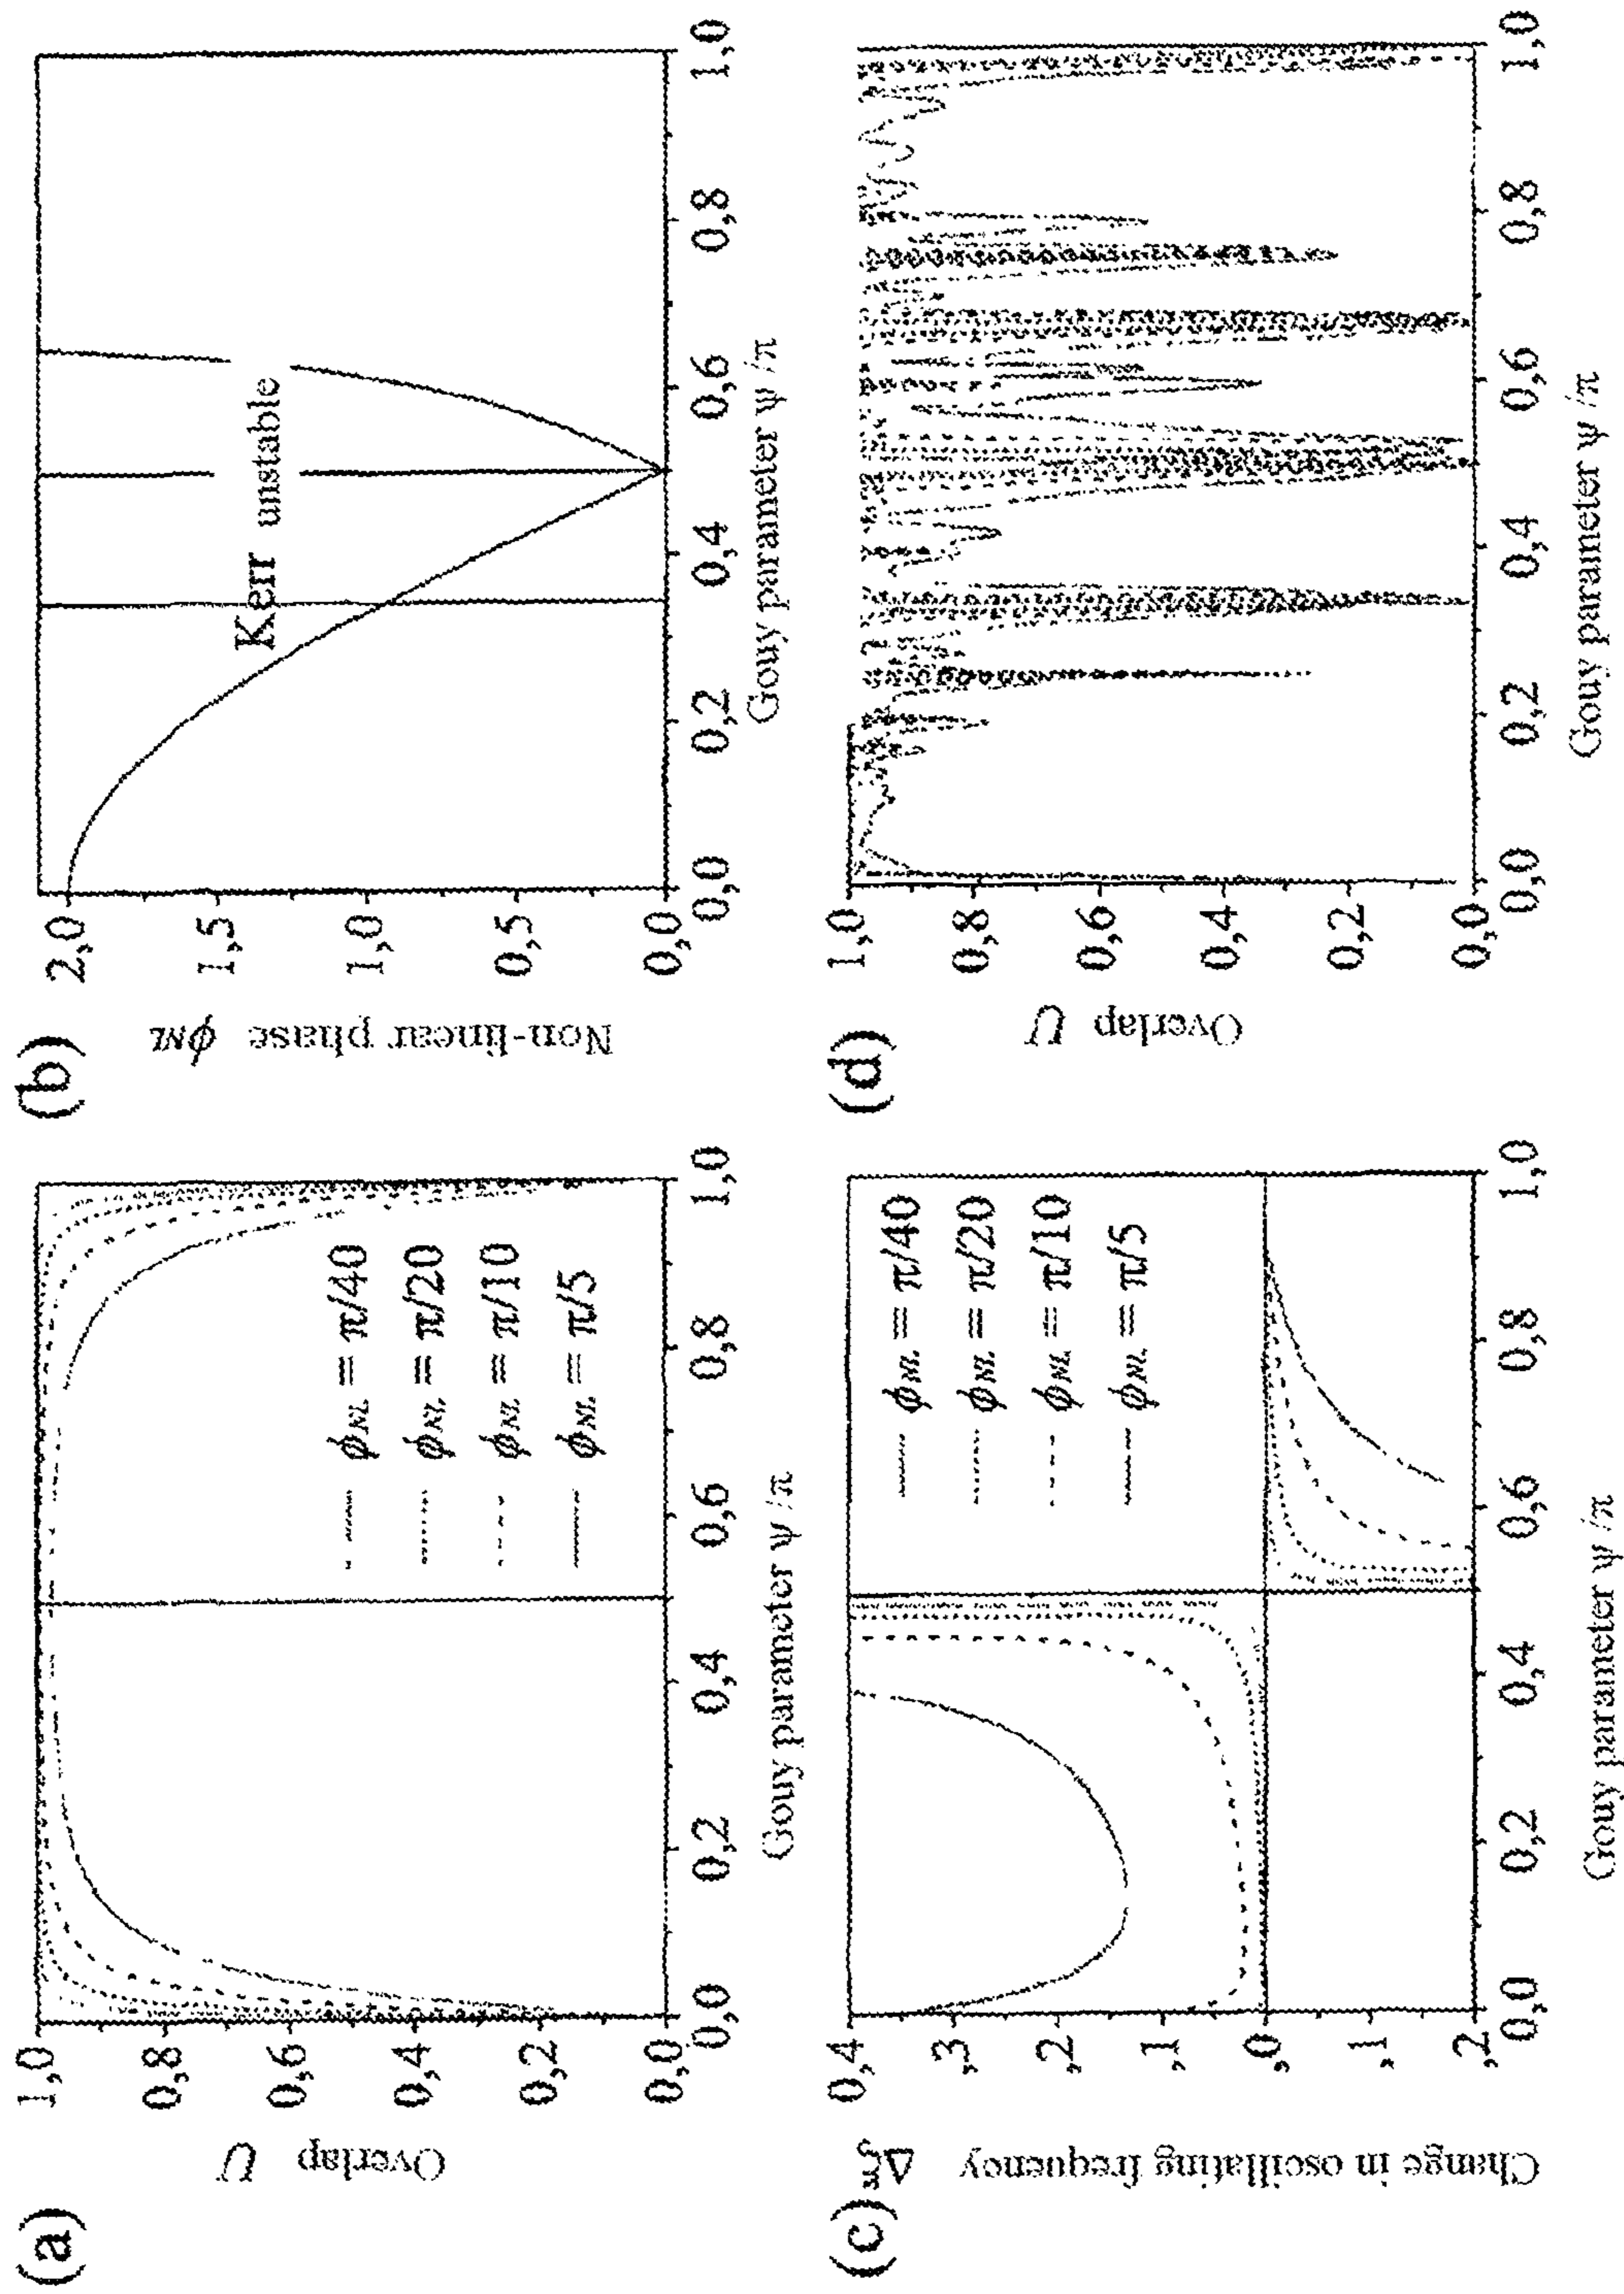 (a)
Overlap U
1,0
0,8
0,6
0,4
0,2
0,0
0,0
0,2
0,4
0,6
0,8
1,0
Gouy parameter ψ/π
ϕNL = π/40
ϕNL = π/20
ϕNL = π/10
ϕNL = π/5
(b)
Non-linear phase ϕNL
2,0
1,5
1,0
0,5
0,0
0,0
0,2
0,4
0,6
0,8
1,0
Gouy parameter ψ/π
Kerr unstable
(c)
Change in oscillating frequency
0,4
,3
,2
,1
,0
,1
,2
0,0
0,2
0,4
0,6
0,8
1,0
Gouy parameter ψ/π
ϕNL = π/40
ϕNL = π/20
ϕNL = π/10
ϕNL = π/5
(d)
Overlap U
1,0
0,8
0,6
0,4
0,2
0,0
0,0
0,2
0,4
0,6
0,8
1,0
Gouy parameter ψ/π